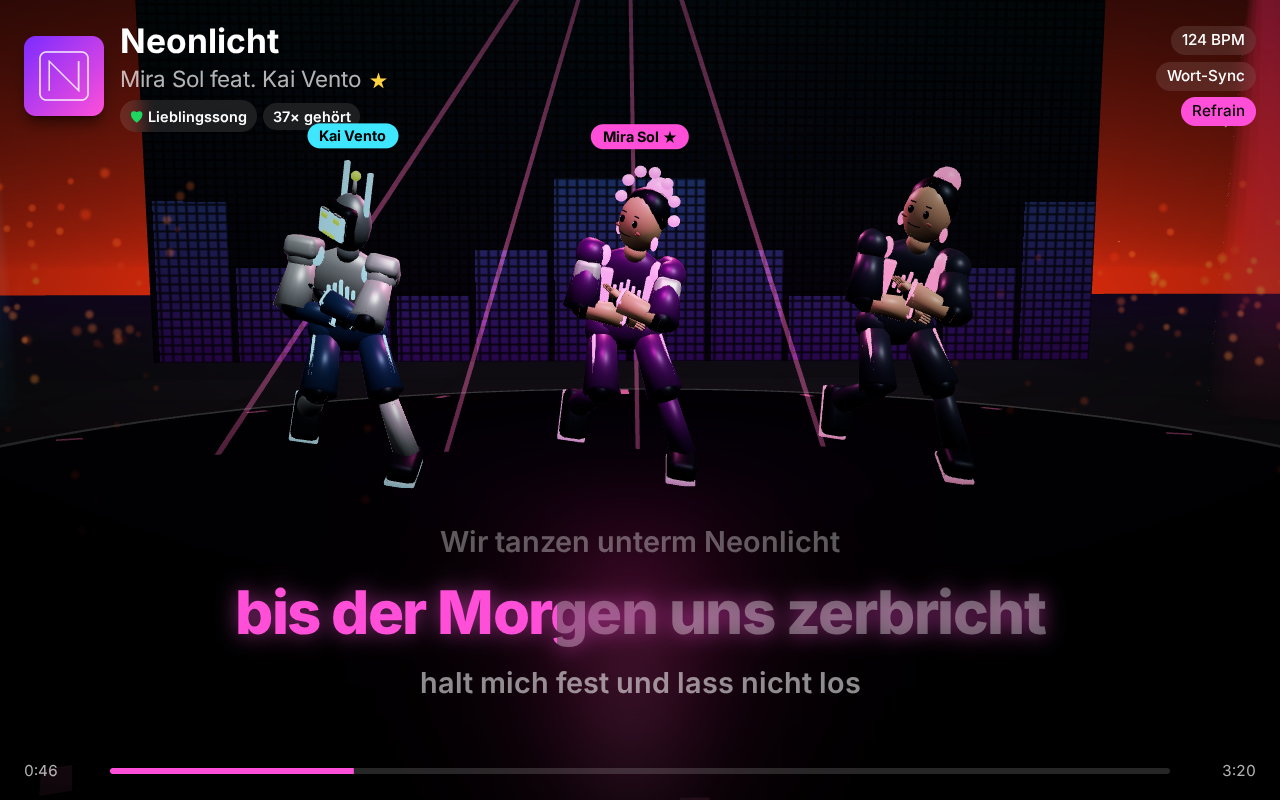 N
Neonlicht
Mira Sol feat. Kai Vento ★
Lieblingssong
37× gehört
124 BPM
Wort-Sync
Refrain
Kai Vento
Mira Sol ★
Wir tanzen unterm Neonlicht
bis der Morgen uns zerbricht
halt mich fest und lass nicht los
0:46
3:20